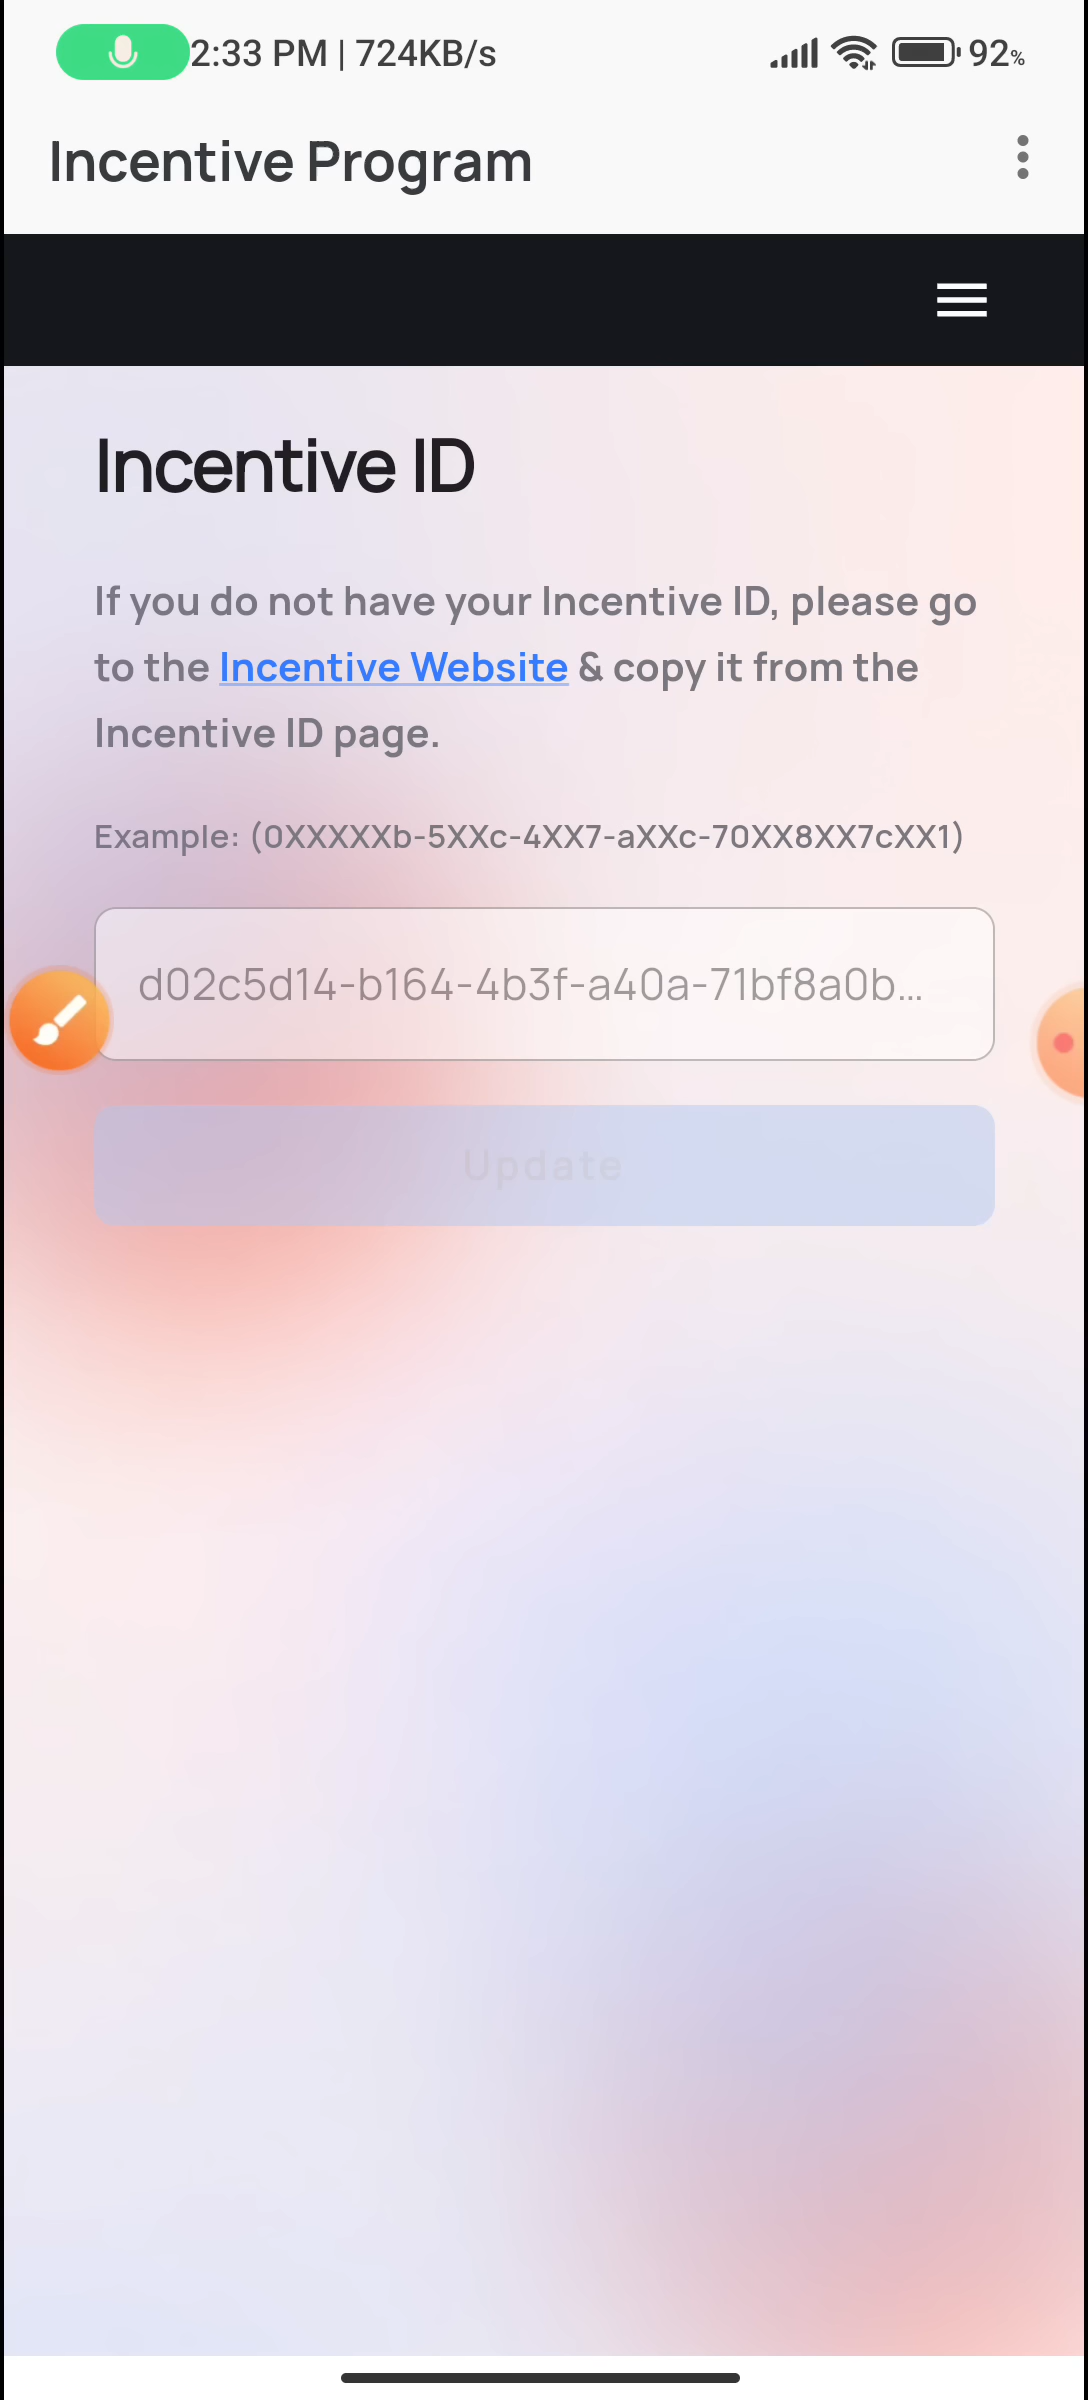 2:33 PM | 724KB/s 92%
Incentive Program
Incentive ID
If you do not have your Incentive ID, please go
to the Incentive Website & copy it from the
Incentive ID page.
Example: (0XXXXXb-5XXc-4XX7-aXXc-70XX8XX7cXX1)
d02c5d14-b164-4b3f-a40a-71bf8a0b...
Update